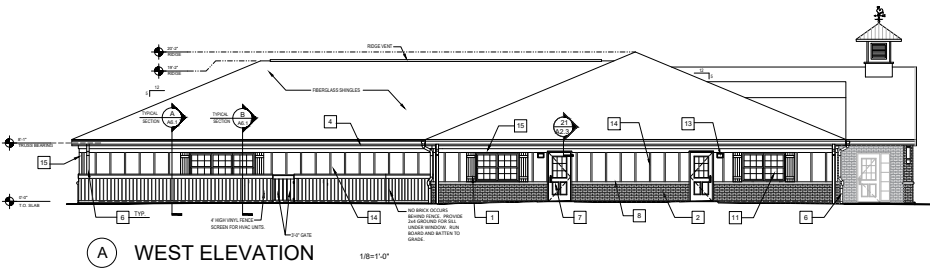 20'-2"
RIDGE
19'-2"
RIDGE
RIDGE VENT
12
5
12
5
FIBERGLASS SHINGLES
TYPICAL
SECTION
A
A6.1
TYPICAL
SECTION
B
A6.1
4
15
21
A2.3
14
13
8'-1"
TRUSS BEARING
15
0'-0"
T.O. SLAB
6 TYP.
4' HIGH VINYL FENCE
SCREEN FOR HVAC UNITS.
3'-0" GATE
14
NO BRICK OCCURS
BEHIND FENCE. PROVIDE
2x4 GROUND FOR SILL
UNDER WINDOW. RUN
BOARD AND BATTEN TO
GRADE.
1
7
8
2
11
6
A WEST ELEVATION
1/8=1'-0"